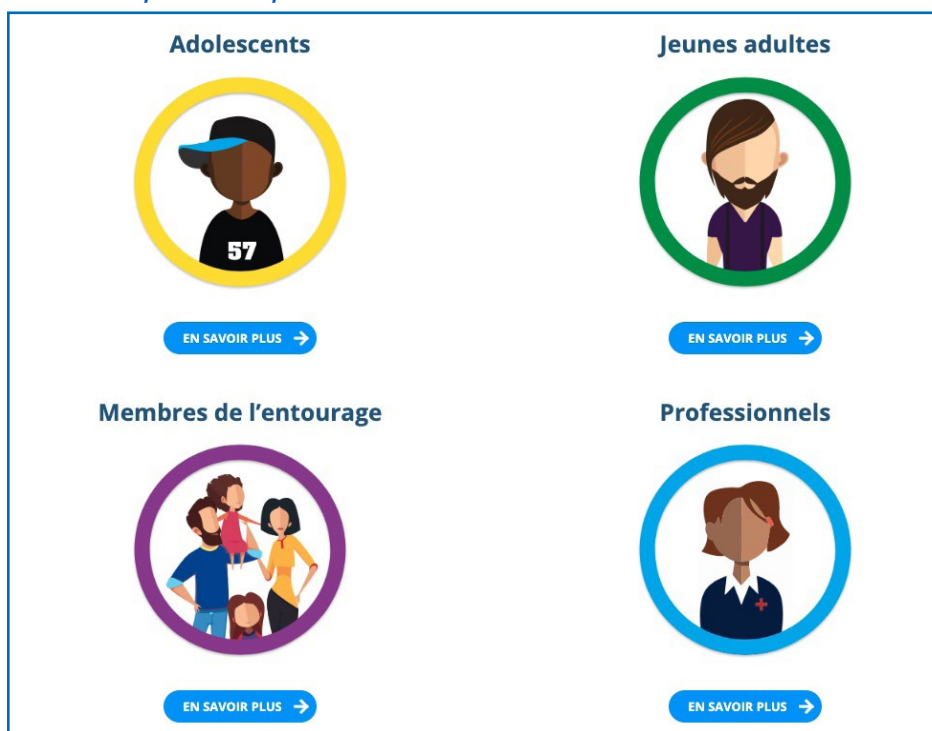 Adolescents
Jeunes adultes
57
EN SAVOIR PLUS
EN SAVOIR PLUS
Membres de l’entourage
Professionnels
EN SAVOIR PLUS
EN SAVOIR PLUS